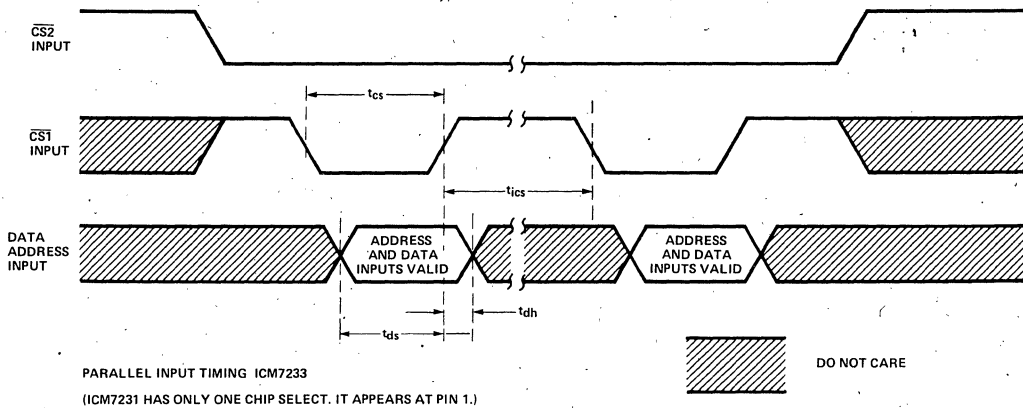 CS2
INPUT
tcs
CS1
INPUT
tics
DATA
ADDRESS
INPUT
ADDRESS
AND DATA
INPUTS VALID
ADDRESS
AND DATA
INPUTS VALID
tdh
tds
DO NOT CARE
PARALLEL INPUT TIMING ICM7233
(ICM7231 HAS ONLY ONE CHIP SELECT. IT APPEARS AT PIN 1.)